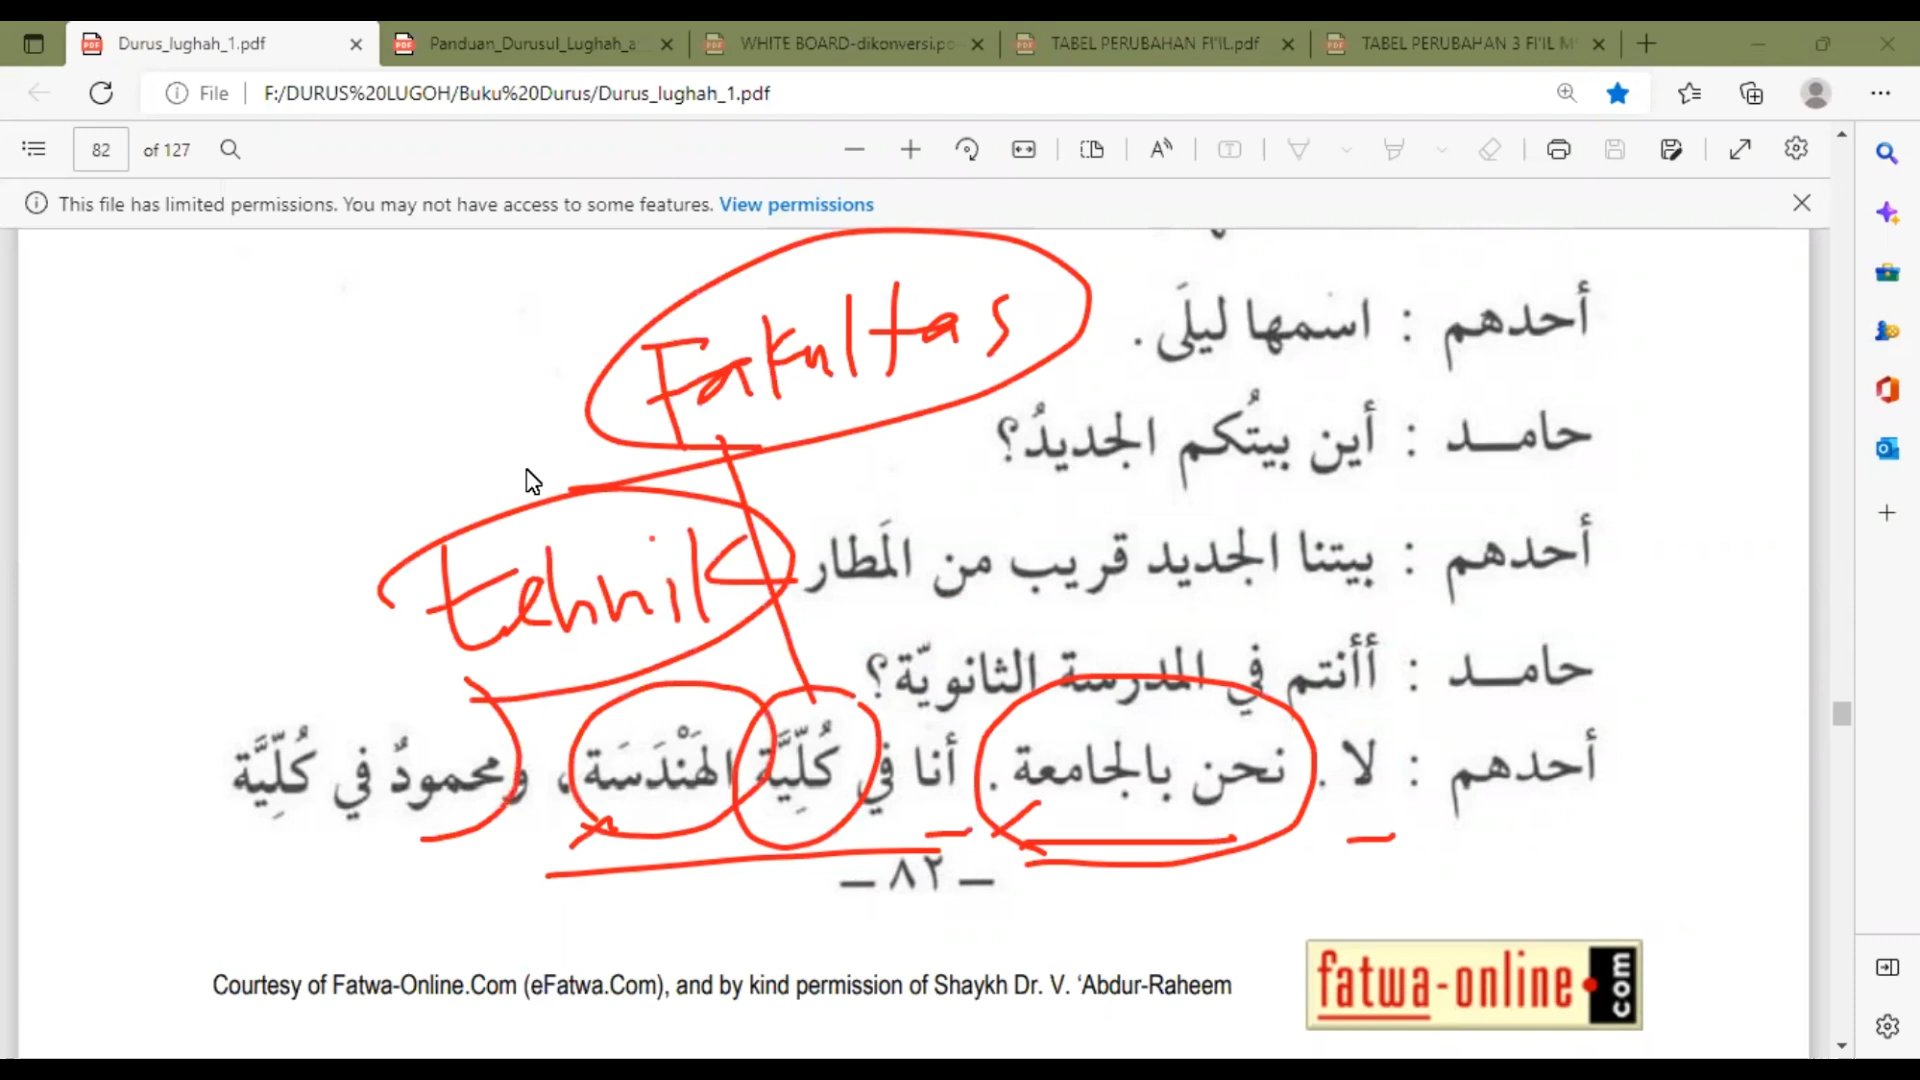 Durus_lughah_1.pdf
Panduan_Durusul_Lughah_a
WHITE BOARD-dikonversi.po
TABEL PERUBAHAN FI'IL.pdf
TABEL PERUBAHAN 3 FI'IL M
File F:/DURUS%20LUGOH/Buku%20Durus/Durus_lughah_1.pdf
82 of 127
This file has limited permissions. You may not have access to some features. View permissions
Fakultas
أحدهم : اسمها ليلَى .
حامـــد : أين بيتُكم الجديدُ؟
أحدهم : بيتنا الجديد قريب من المَطار
tehnik
حامـــد : أأنتم في المدرسة الثانويّة؟
أحدهم : لا . نحن بالجامعة . أنا في كُلِّيَّة الهَنْدَسَة، ومحمودٌ في كُلِّيَّة
— ٨٢ —
Courtesy of Fatwa-Online.Com (eFatwa.Com), and by kind permission of Shaykh Dr. V. ‘Abdur-Raheem
fatwa-online.com